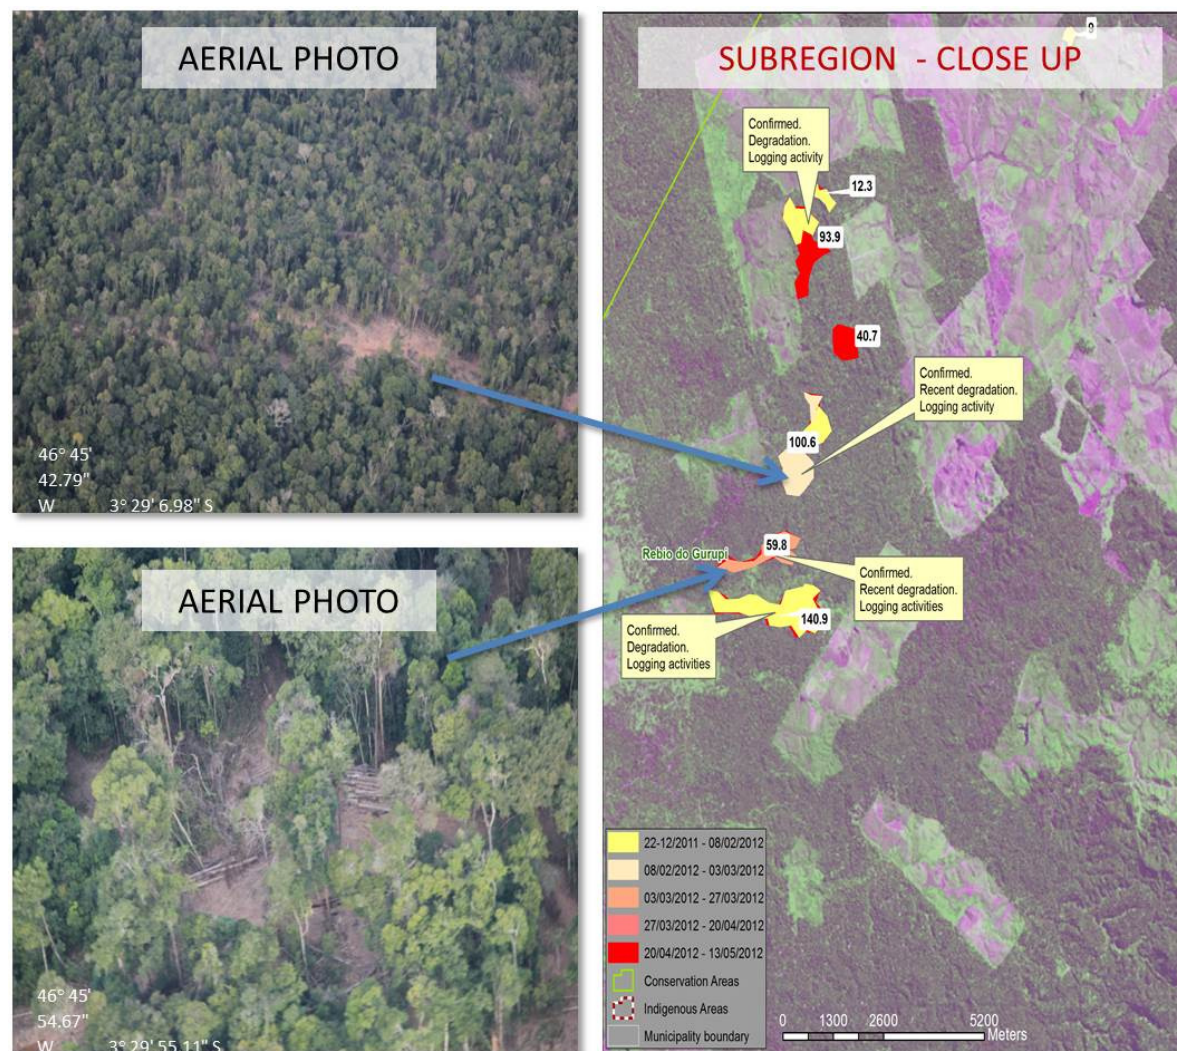 AERIAL PHOTO
46° 45'
42.79"
W 3° 29' 6.98" S
AERIAL PHOTO
46° 45'
54.67"
W 3° 29' 55.11" S
SUBREGION - CLOSE UP
9
Confirmed.
Degradation.
Logging activity
12.3
93.9
40.7
Confirmed.
Recent degradation.
Logging activity
100.6
Rebio do Gurupi
59.8
Confirmed.
Recent degradation.
Logging activities
140.9
Confirmed.
Degradation.
Logging activities
22-12/2011 - 08/02/2012
08/02/2012 - 03/03/2012
03/03/2012 - 27/03/2012
27/03/2012 - 20/04/2012
20/04/2012 - 13/05/2012
Conservation Areas
Indigenous Areas
Municipality boundary
0 1300 2600 5200
Meters